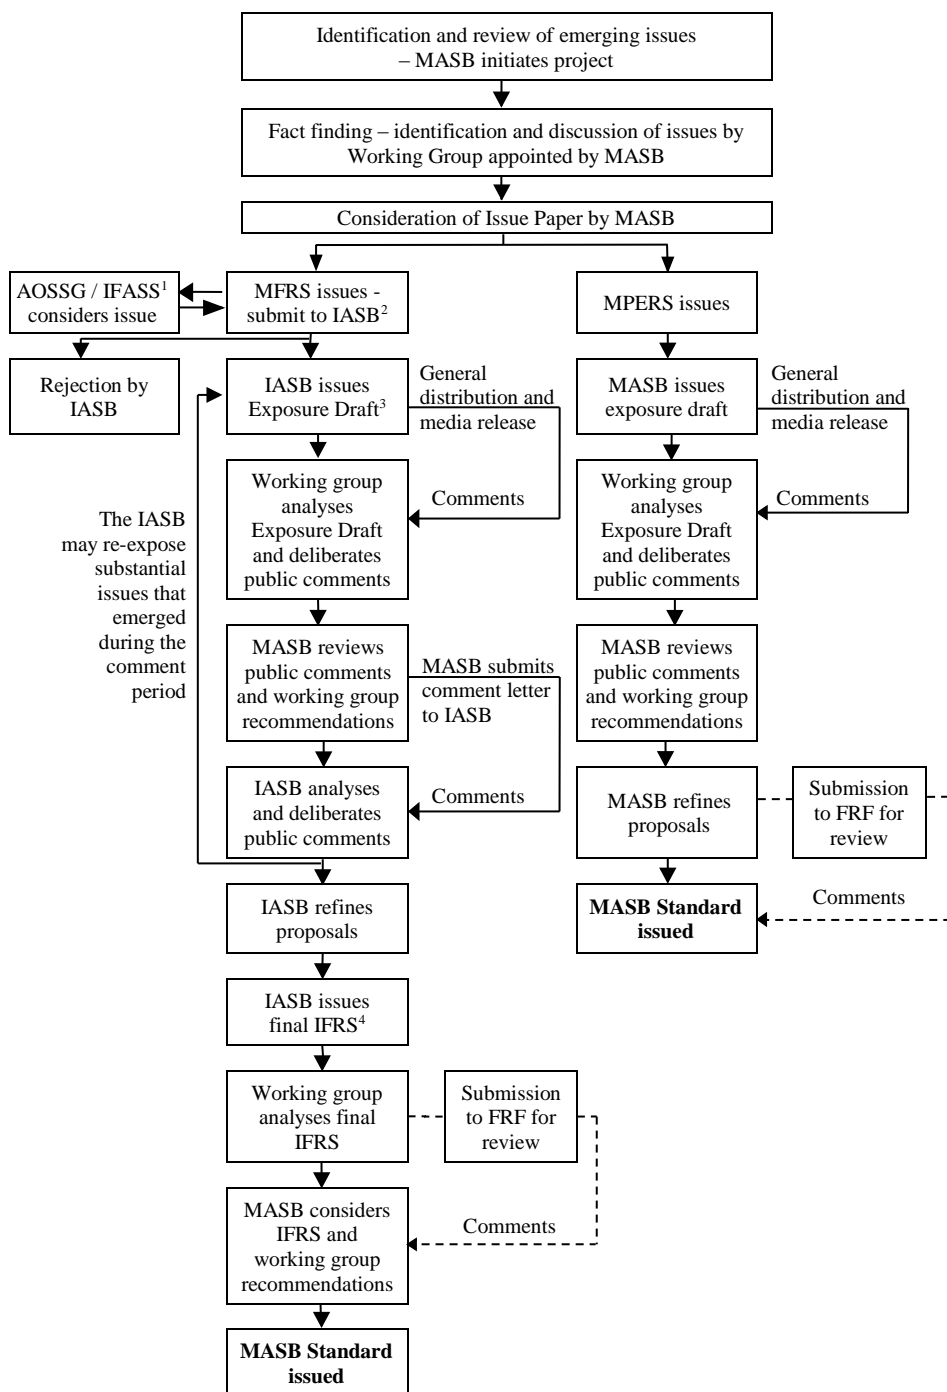 Identification and review of emerging issues
– MASB initiates project
Fact finding – identification and discussion of issues by
Working Group appointed by MASB
Consideration of Issue Paper by MASB
AOSSG / IFASS1
considers issue
MFRS issues -
submit to IASB2
MPERS issues
Rejection by
IASB
IASB issues
Exposure Draft3
General
distribution and
media release
MASB issues
exposure draft
General
distribution and
media release
Working group
analyses
Exposure Draft
and deliberates
public comments
Comments
Working group
analyses
Exposure Draft
and deliberates
public comments
Comments
The IASB
may re-expose
substantial
issues that
emerged
during the
comment
period
MASB reviews
public comments
and working group
recommendations
MASB submits
comment letter
to IASB
MASB reviews
public comments
and working group
recommendations
IASB analyses
and deliberates
public comments
Comments
MASB refines
proposals
Submission
to FRF for
review
IASB refines
proposals
MASB Standard
issued
Comments
IASB issues
final IFRS4
Working group
analyses final
IFRS
Submission
to FRF for
review
MASB considers
IFRS and
working group
recommendations
Comments
MASB Standard
issued